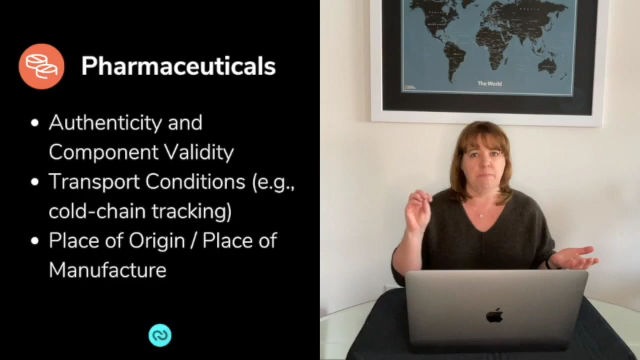 Pharmaceuticals
• Authenticity and
Component Validity
• Transport Conditions (e.g.,
cold-chain tracking)
• Place of Origin / Place of
Manufacture
The World